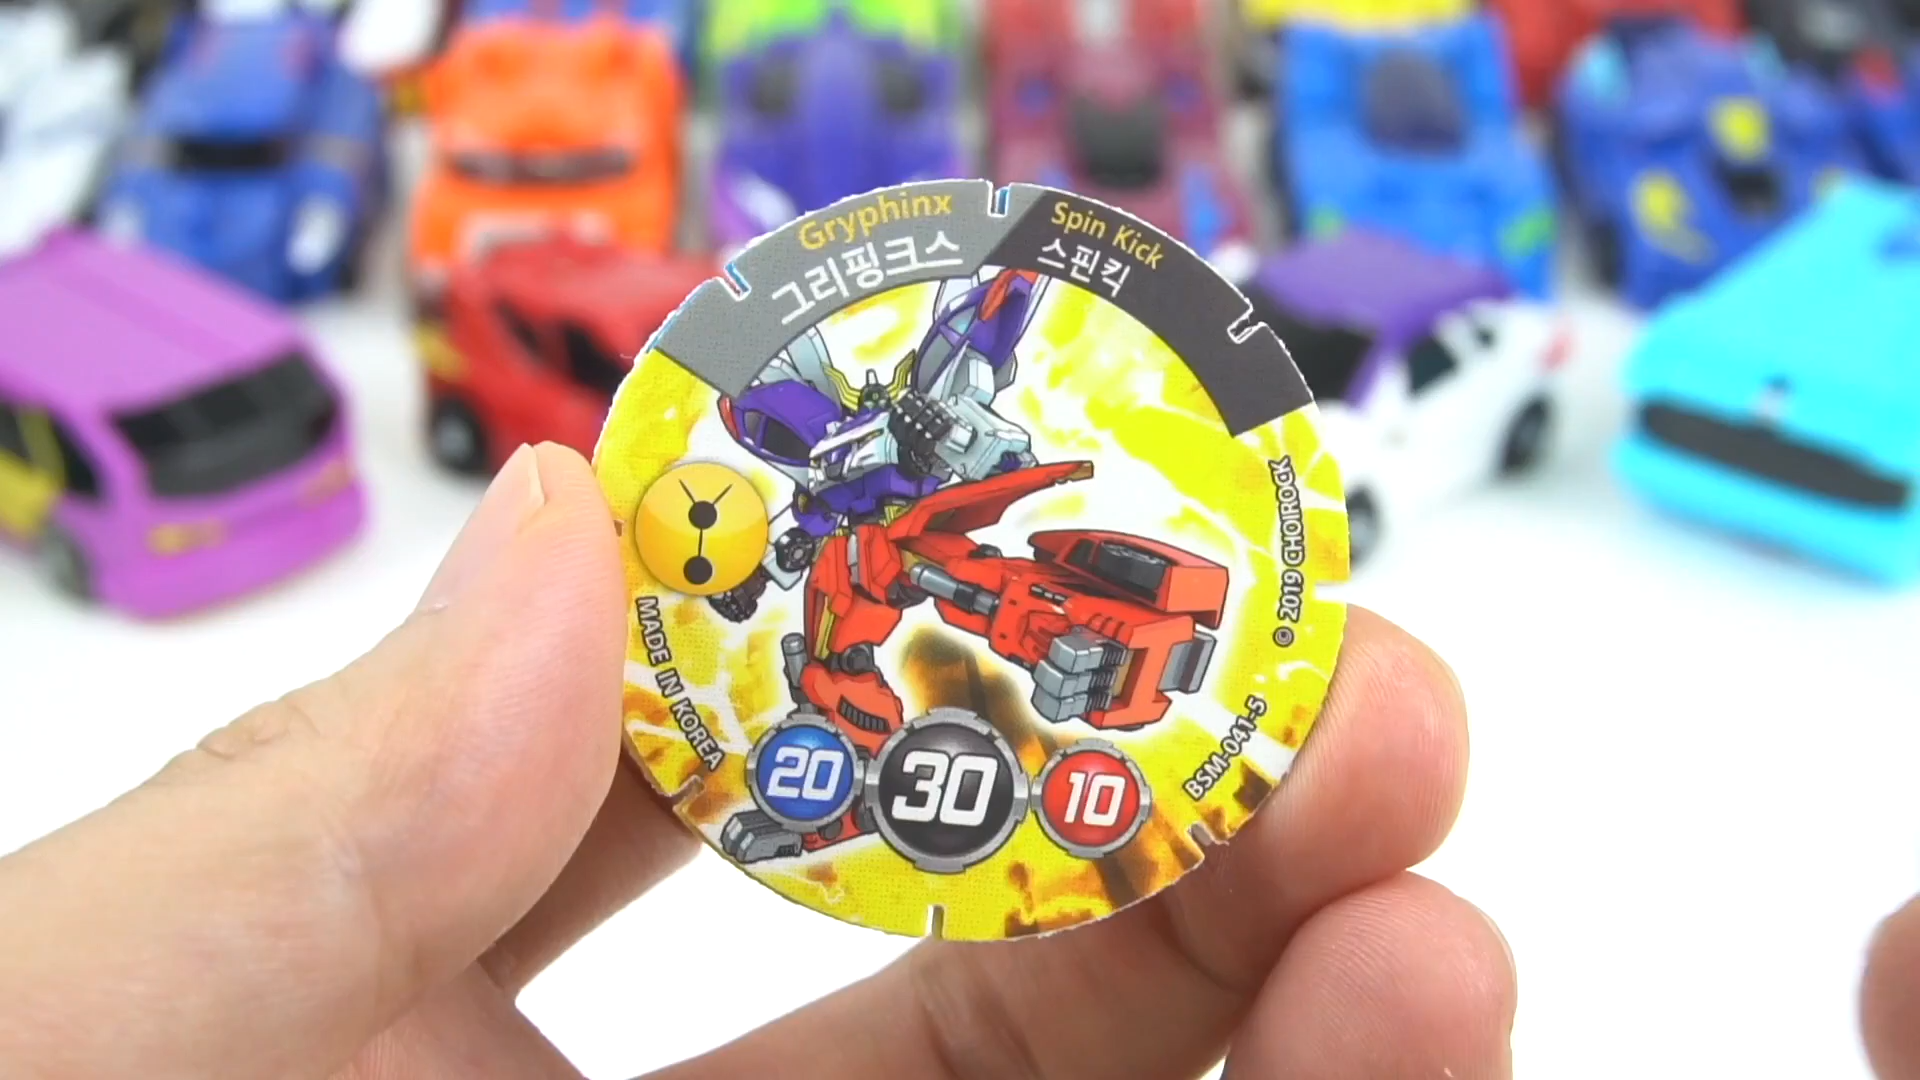 Gryphinx
그리핑크스
Spin Kick
스핀킥
© 2019 CHOIROCK
MADE IN KOREA
20
30
10
BSM-041-5